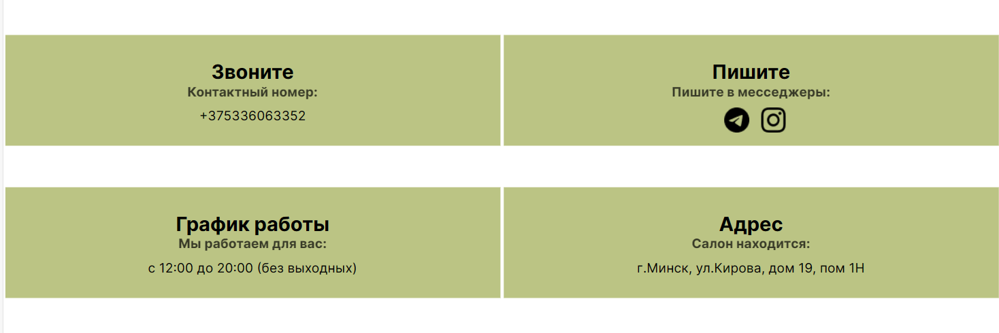 Звоните
Контактный номер:
+375336063352
Пишите
Пишите в месседжеры:
График работы
Мы работаем для вас:
с 12:00 до 20:00 (без выходных)
Адрес
Салон находится:
г.Минск, ул.Кирова, дом 19, пом 1Н